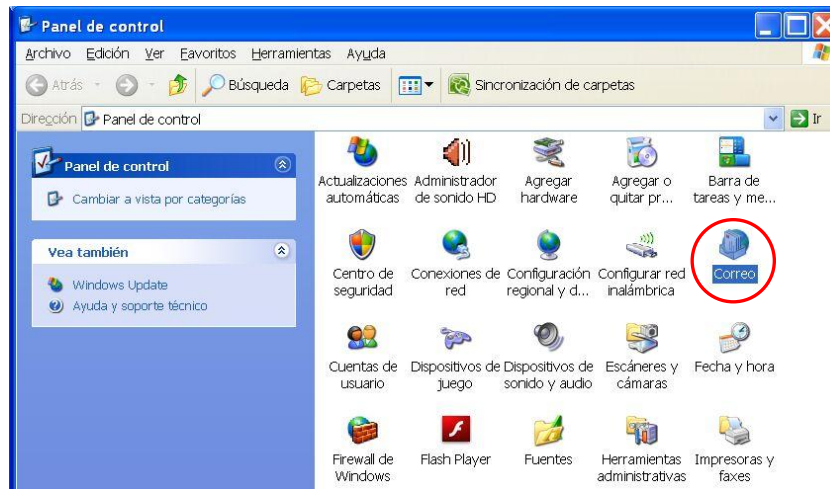 Panel de control
Archivo Edición Ver Favoritos Herramientas Ayuda
Atrás Búsqueda Carpetas Sincronización de carpetas
Dirección Panel de control Ir
Panel de control
Cambiar a vista por categorías
Vea también
Windows Update
Ayuda y soporte técnico
Actualizaciones automáticas
Administrador de sonido HD
Agregar hardware
Agregar o quitar pr...
Barra de tareas y me...
Centro de seguridad
Conexiones de red
Configuración regional y d...
Configurar red inalámbrica
Correo
Cuentas de usuario
Dispositivos de juego
Dispositivos de sonido y audio
Escáneres y cámaras
Fecha y hora
Firewall de Windows
Flash Player
Fuentes
Herramientas administrativas
Impresoras y faxes